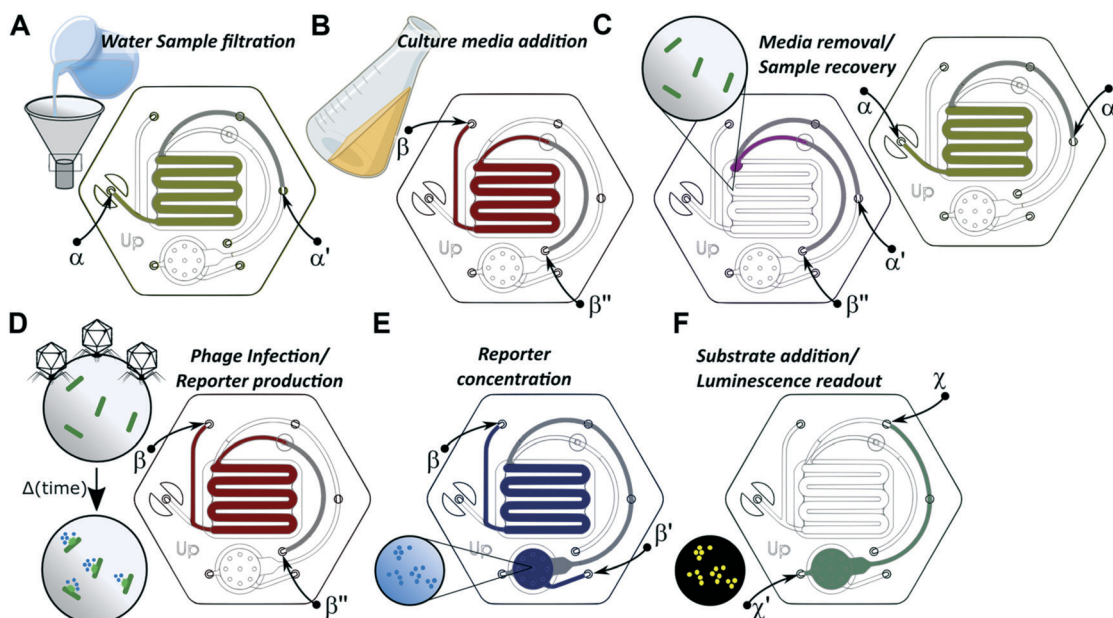 A
Water Sample filtration
α
α'
Up
B
Culture media addition
β
β"
Up
C
Media removal/
Sample recovery
α'
β"
Up
α
α
Up
D
Phage Infection/
Reporter production
Δ(time)
β
β"
Up
E
Reporter
concentration
β
β'
Up
F
Substrate addition/
Luminescence readout
χ
χ'
Up